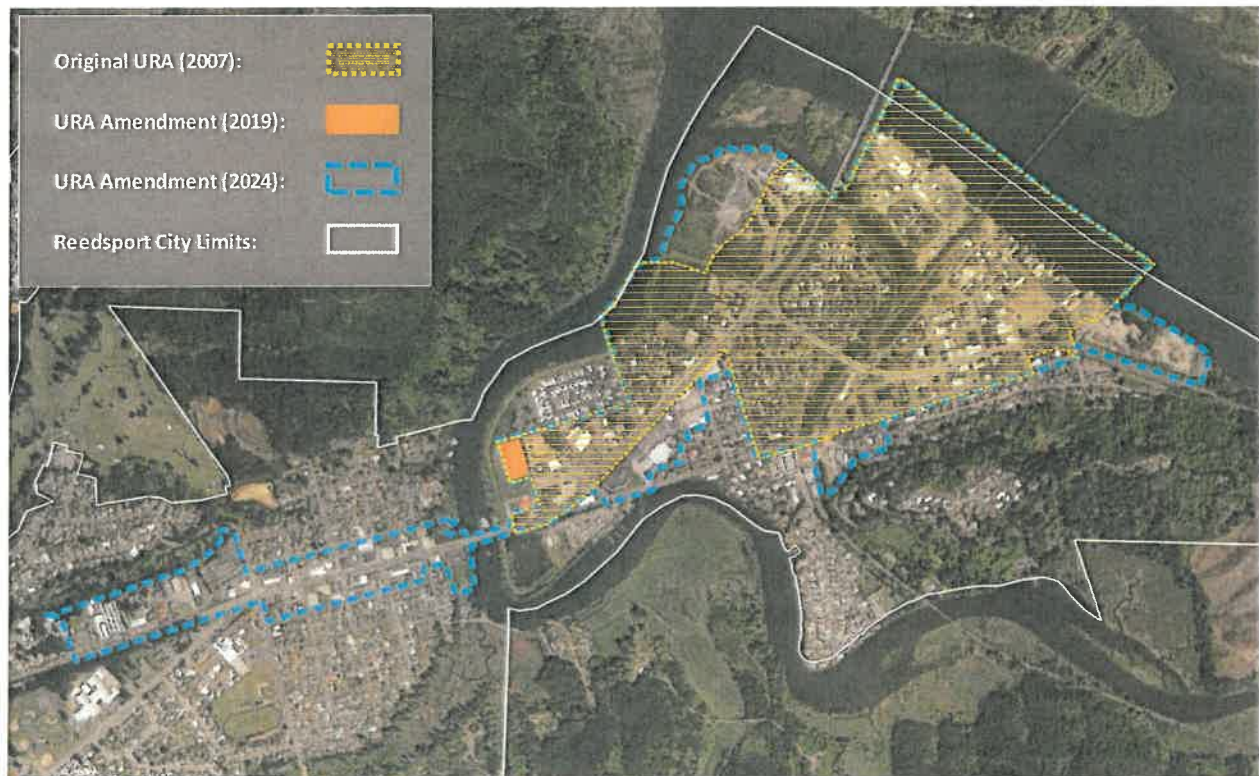 Original URA (2007):
URA Amendment (2019):
URA Amendment (2024):
Reedsport City Limits: